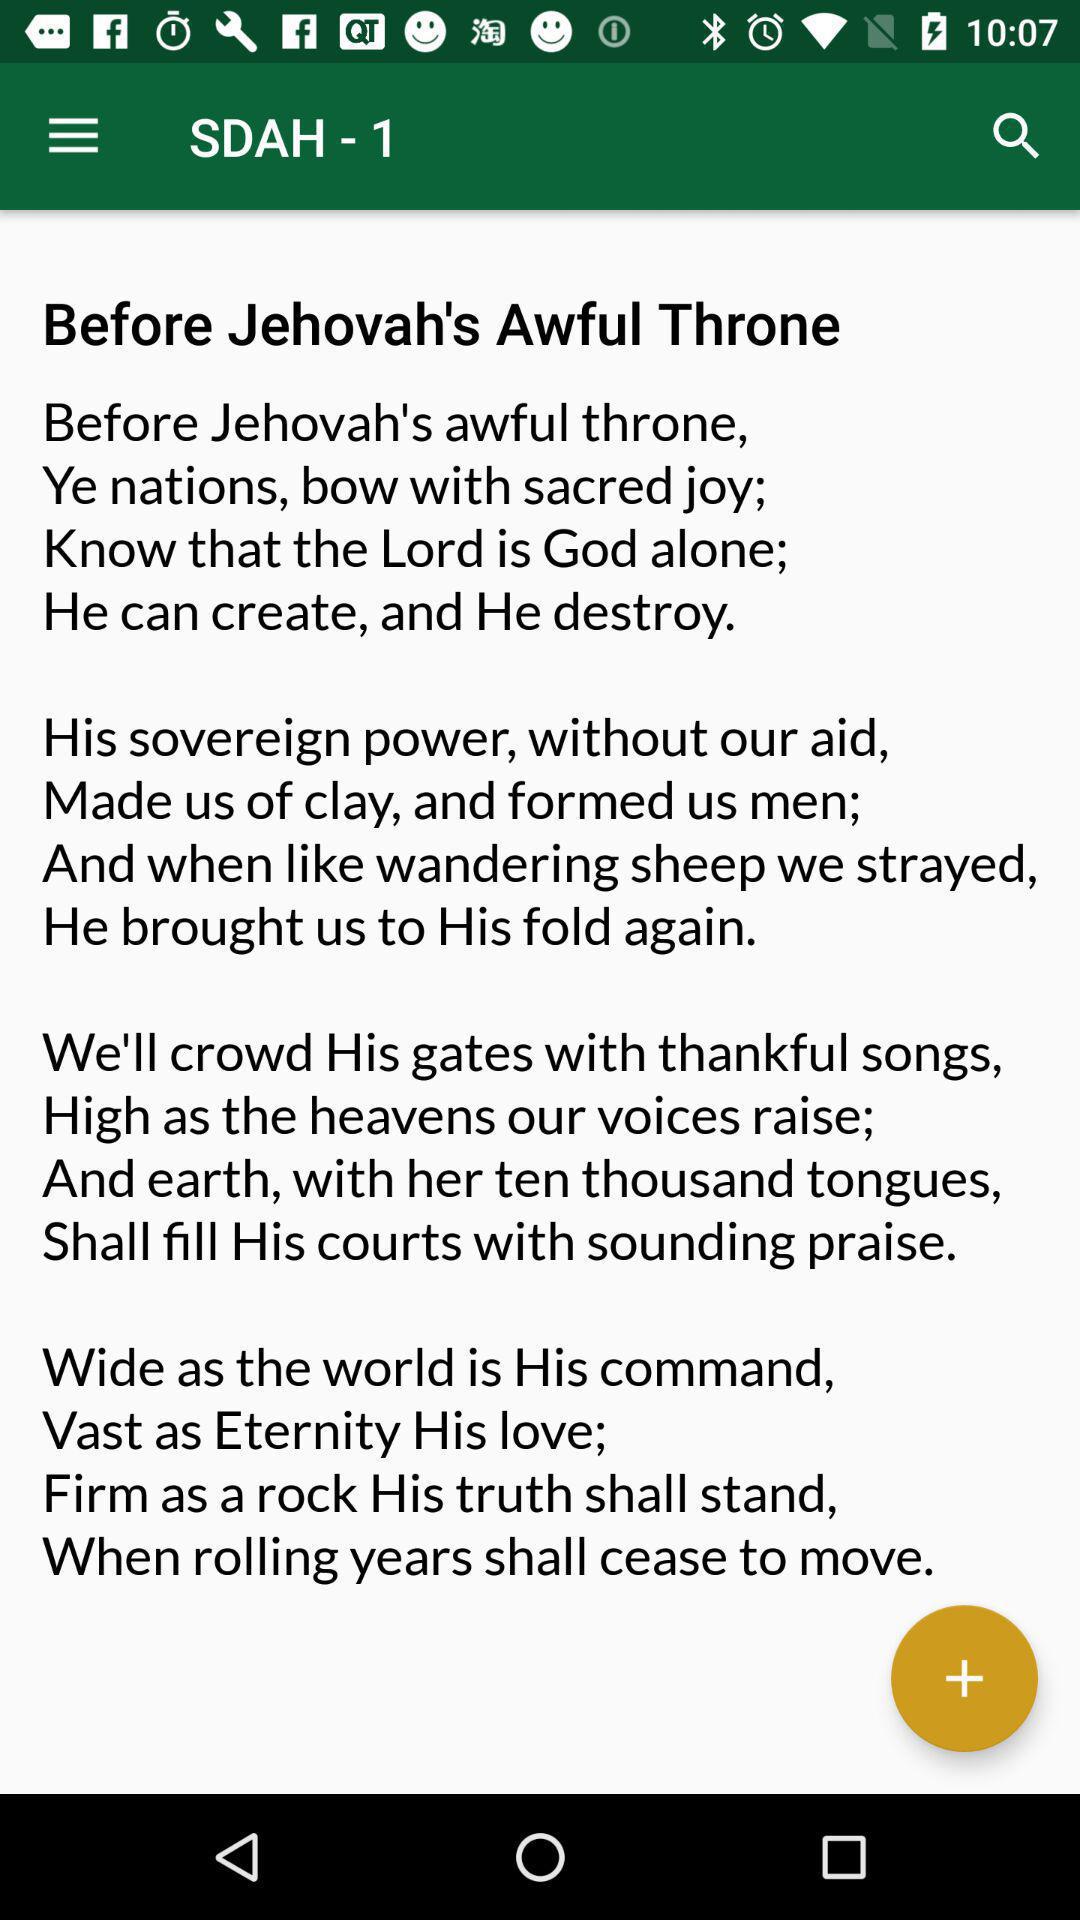 QT 淘 10:07
SDAH - 1
Before Jehovah's Awful Throne
Before Jehovah's awful throne,
Ye nations, bow with sacred joy;
Know that the Lord is God alone;
He can create, and He destroy.
His sovereign power, without our aid,
Made us of clay, and formed us men;
And when like wandering sheep we strayed,
He brought us to His fold again.
We'll crowd His gates with thankful songs,
High as the heavens our voices raise;
And earth, with her ten thousand tongues,
Shall fill His courts with sounding praise.
Wide as the world is His command,
Vast as Eternity His love;
Firm as a rock His truth shall stand,
When rolling years shall cease to move.